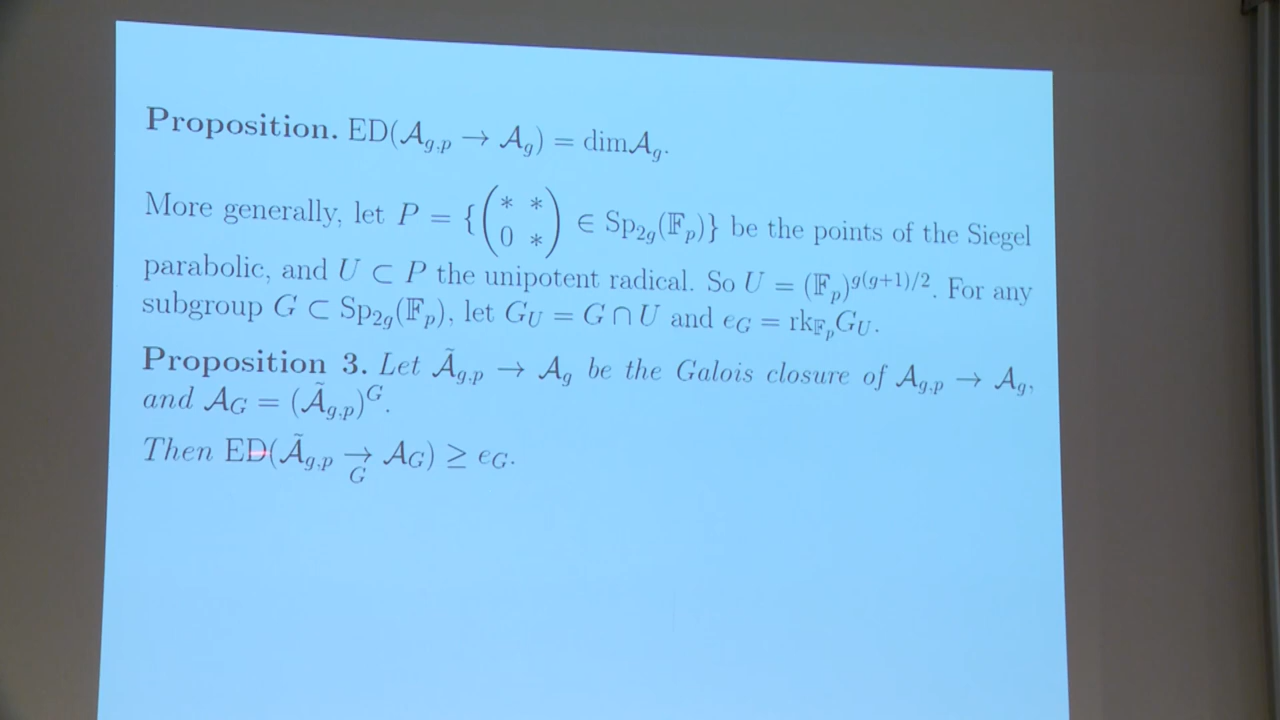 Proposition. ED(𝒜_{g,p} → 𝒜_g) = dim𝒜_g.
More generally, let P = {(* * ; 0 *) ∈ Sp_{2g}(𝔽_p)} be the points of the Siegel
parabolic, and U ⊂ P the unipotent radical. So U = (𝔽_p)^{g(g+1)/2}. For any
subgroup G ⊂ Sp_{2g}(𝔽_p), let G_U = G ∩ U and e_G = rk_{𝔽_p}G_U.
Proposition 3. Let Ã_{g,p} → 𝒜_g be the Galois closure of 𝒜_{g,p} → 𝒜_g,
and 𝒜_G = (Ã_{g,p})^G.
Then ED(Ã_{g,p} →_G 𝒜_G) ≥ e_G.